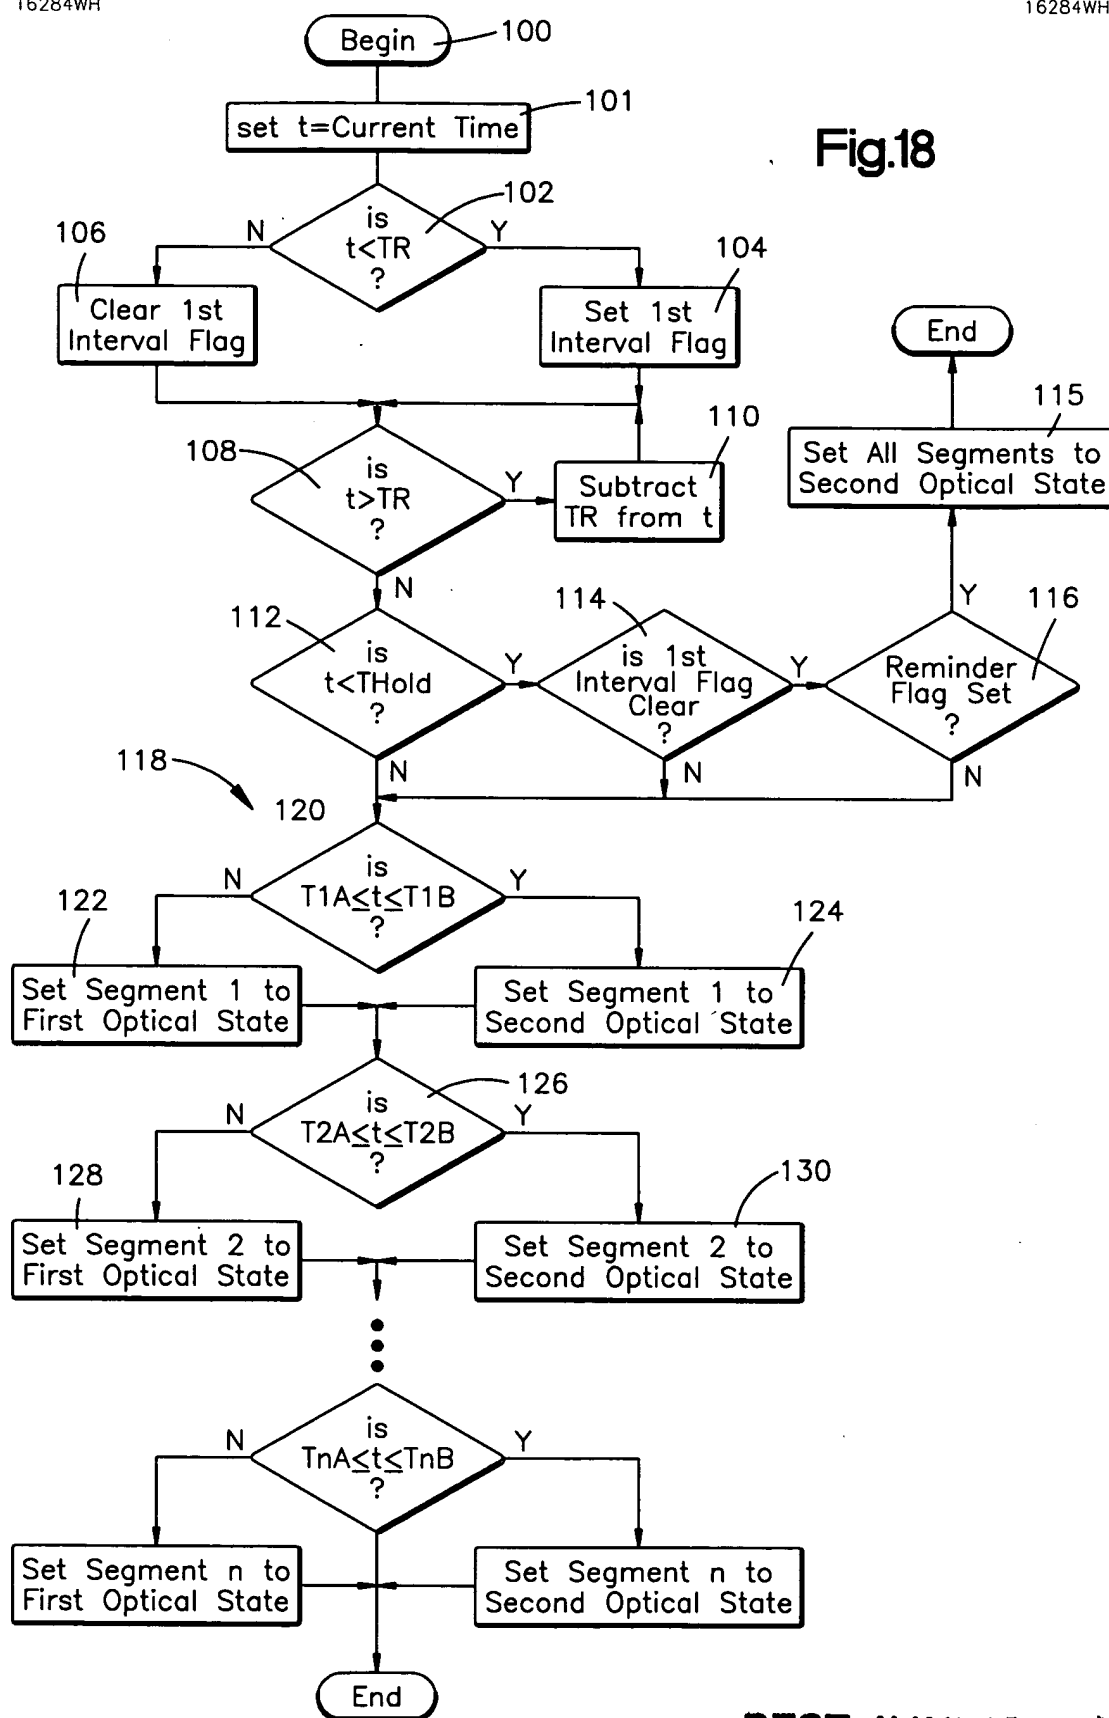 16284WH
16284WH
Begin
100
set t=Current Time
101
Fig.18
is
t<TR
?
102
N
Y
106
Clear 1st
Interval Flag
104
Set 1st
Interval Flag
End
115
Set All Segments to
Second Optical State
108
is
t>TR
?
Y
110
Subtract
TR from t
N
112
is
t<THold
?
Y
114
is 1st
Interval Flag
Clear
?
Y
116
Reminder
Flag Set
?
Y
N
N
N
118
120
is
T1A≤t≤T1B
?
N
Y
122
Set Segment 1 to
First Optical State
124
Set Segment 1 to
Second Optical State
126
is
T2A≤t≤T2B
?
N
Y
128
Set Segment 2 to
First Optical State
130
Set Segment 2 to
Second Optical State
is
TnA≤t≤TnB
?
N
Y
Set Segment n to
First Optical State
Set Segment n to
Second Optical State
End